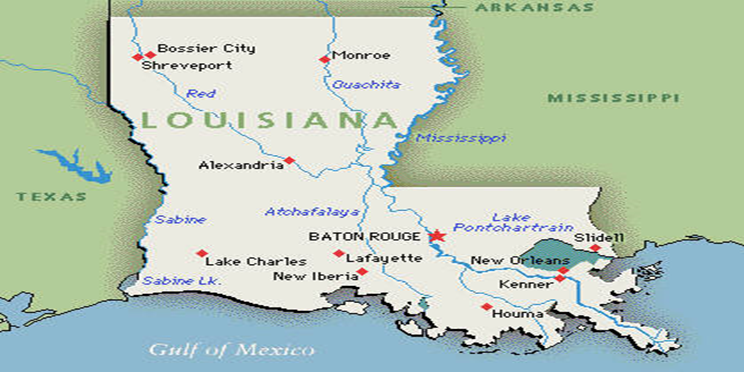 ARKANSAS
Bossier City
Monroe
Shreveport
Red
Ouachita
MISSISSIPPI
LOUISIANA
Mississippi
Alexandria
TEXAS
Sabine
Atchafalaya
Lake
Pontchartrain
BATON ROUGE
Slidell
Lake Charles
Lafayette
New Orleans
New Iberia
Sabine Lk.
Kenner
Houma
Gulf of Mexico